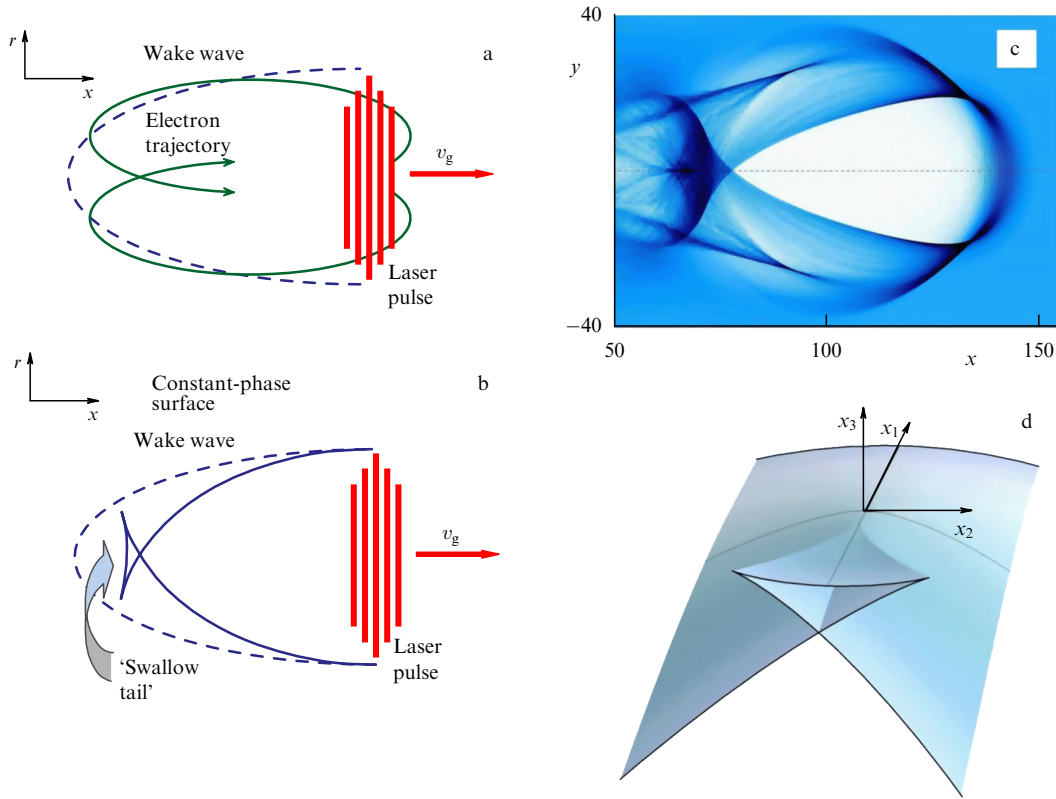 r
x
Wake wave
a
Electron
trajectory
v_g
Laser
pulse
r
x
Constant-phase
surface
b
Wake wave
v_g
Laser
pulse
‘Swallow
tail’
40
y
c
−40
50
100
x
150
x_3
x_1
d
x_2